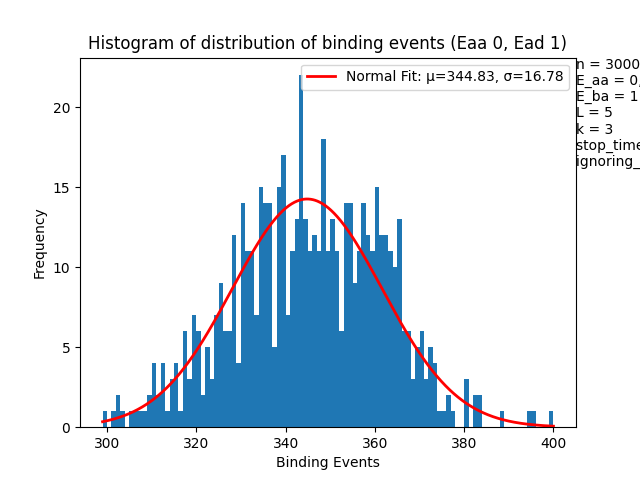 Histogram of distribution of binding events (Eaa 0, Ead 1)
Normal Fit: μ=344.83, σ=16.78
n = 3000
E_aa = 0,
E_ba = 1
L = 5
k = 3
stop_time
ignoring_
Frequency
20
15
10
5
0
300 320 340 360 380 400
Binding Events